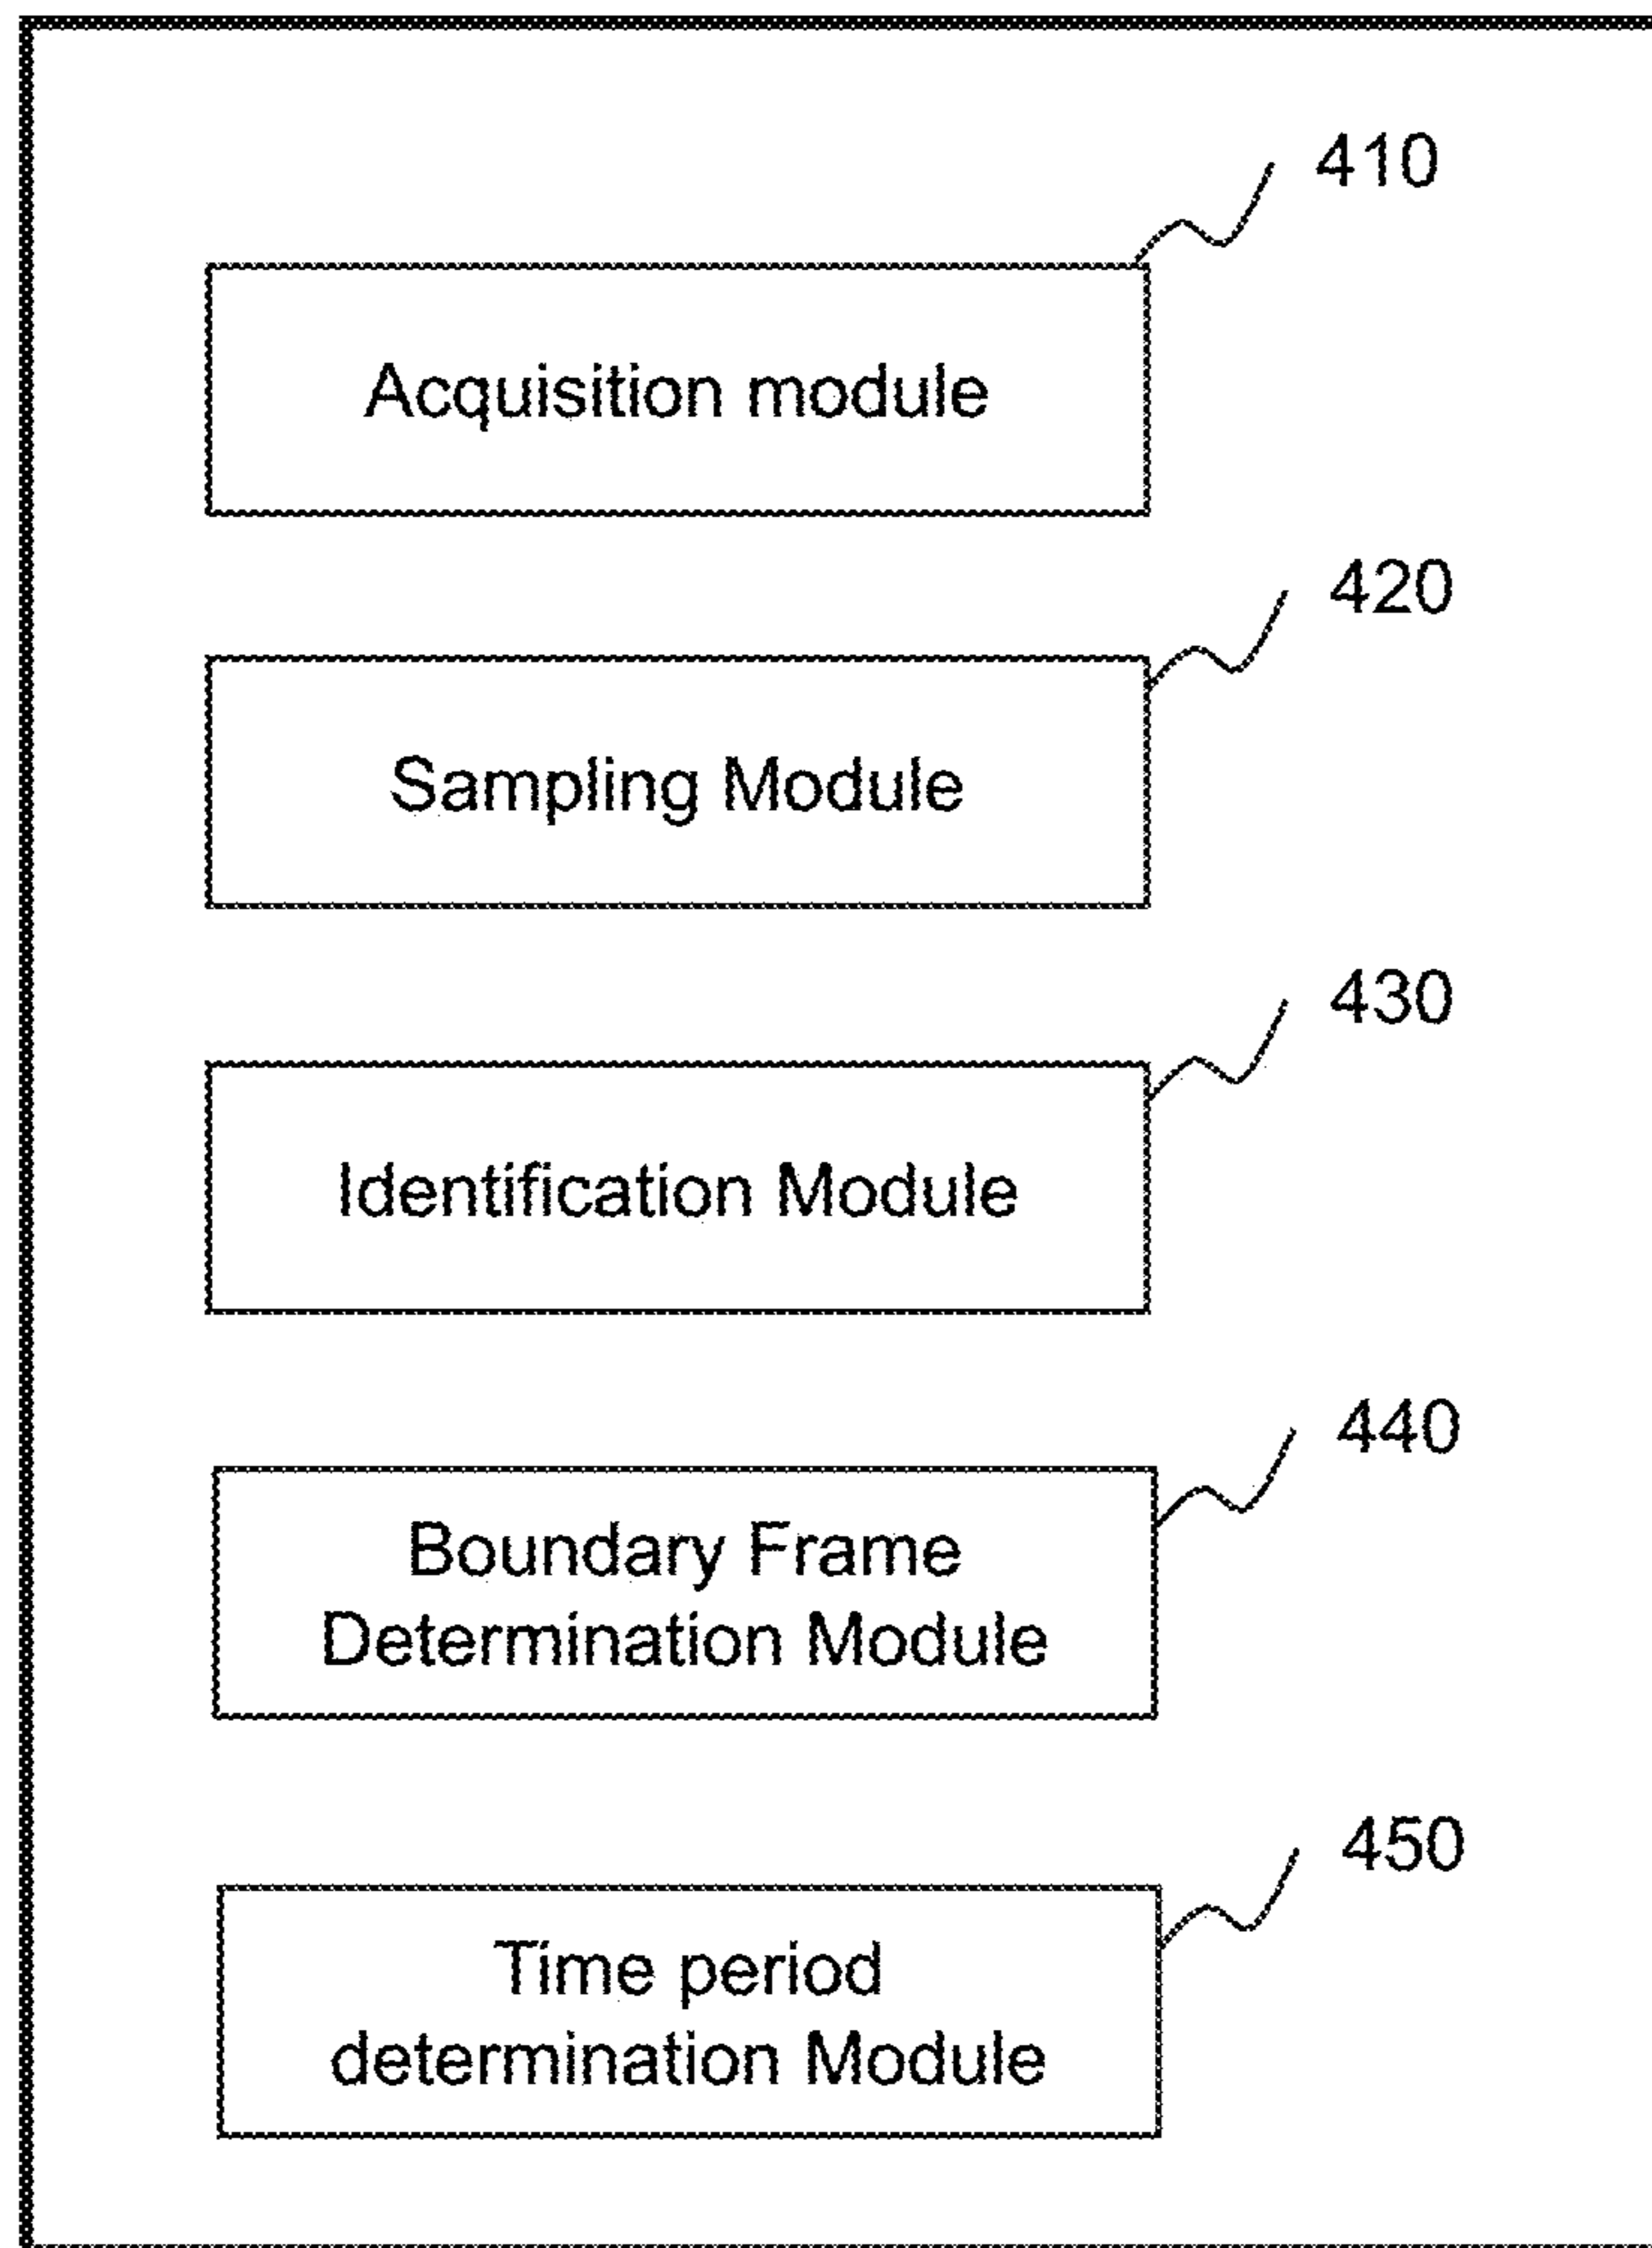 410
Acquisition module
420
Sampling Module
430
Identification Module
440
Boundary Frame
Determination Module
450
Time period
determination Module